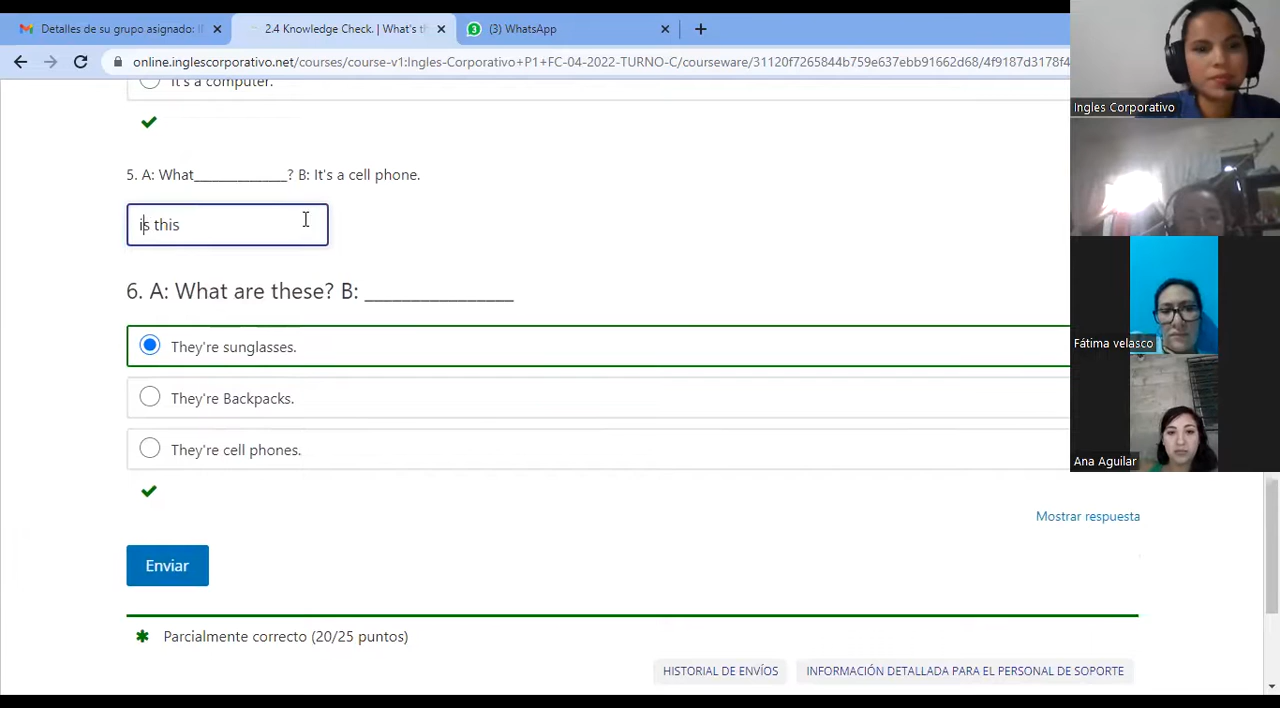 Detalles de su grupo asignado: I
2.4 Knowledge Check. | What's th
(3) WhatsApp
online.inglescorporativo.net/courses/course-v1:Ingles-Corporativo+P1+FC-04-2022-TURNO-C/courseware/31120f7265844b759e637ebb91662d68/4f9187d3178f4
It's a computer.
5. A: What______________? B: It's a cell phone.
is this
6. A: What are these? B: ________________
They're sunglasses.
They're Backpacks.
They're cell phones.
Mostrar respuesta
Enviar
Parcialmente correcto (20/25 puntos)
HISTORIAL DE ENVÍOS
INFORMACIÓN DETALLADA PARA EL PERSONAL DE SOPORTE
Ingles Corporativo
Fátima velasco
Ana Aguilar